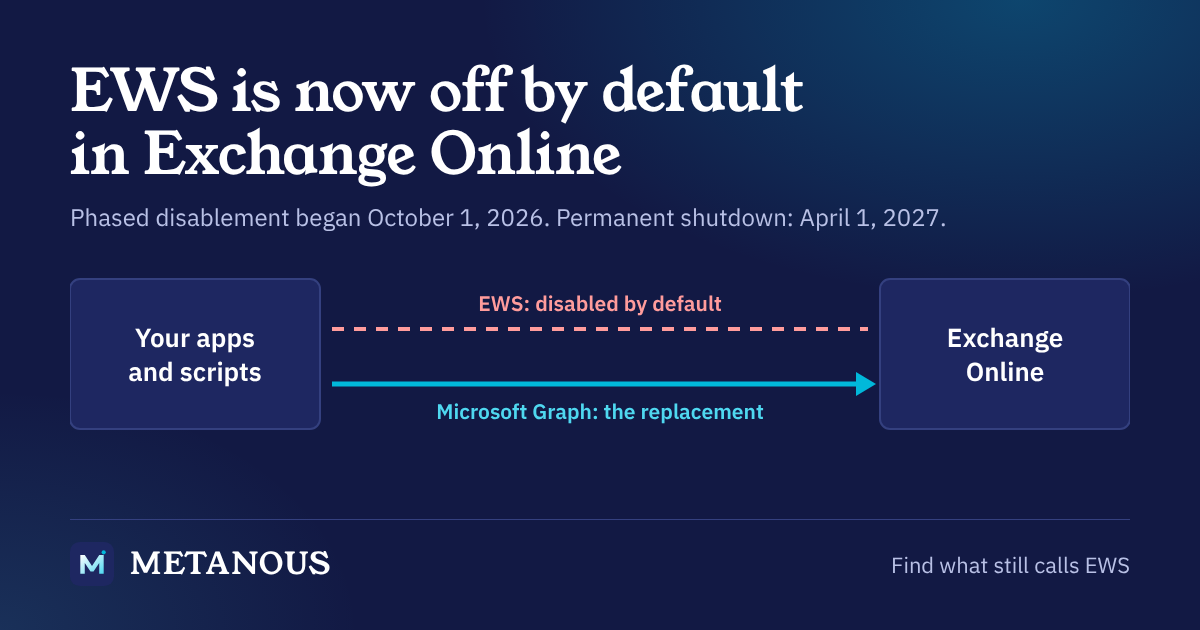 EWS is now off by default
in Exchange Online
Phased disablement began October 1, 2026. Permanent shutdown: April 1, 2027.
Your apps
and scripts
EWS: disabled by default
Microsoft Graph: the replacement
Exchange
Online
M
METANOUS
Find what still calls EWS